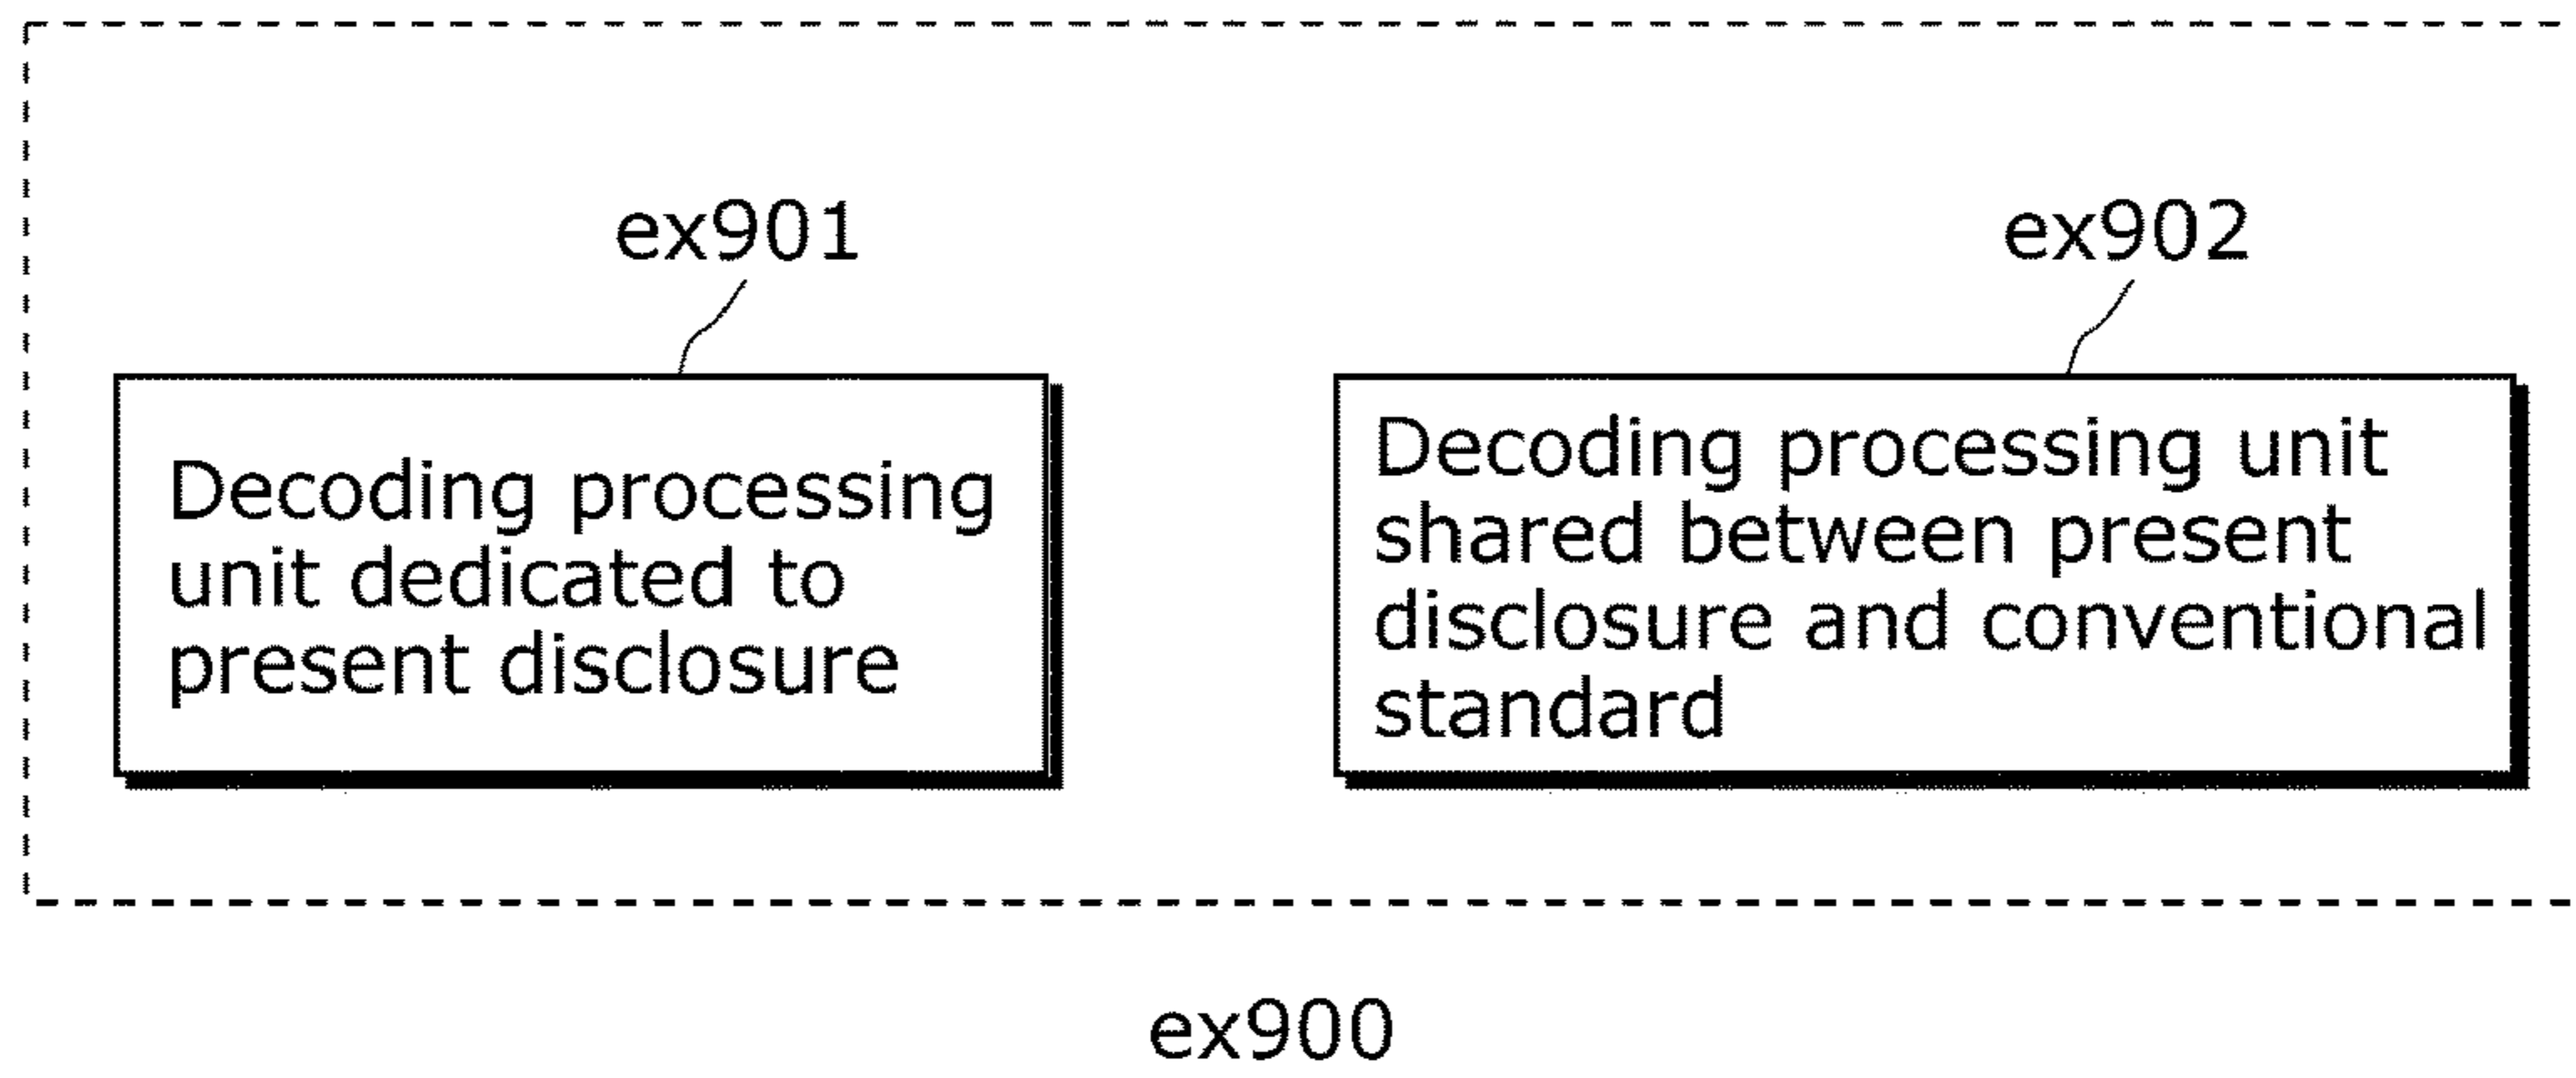 ex901
Decoding processing
unit dedicated to
present disclosure
ex902
Decoding processing unit
shared between present
disclosure and conventional
standard
ex900